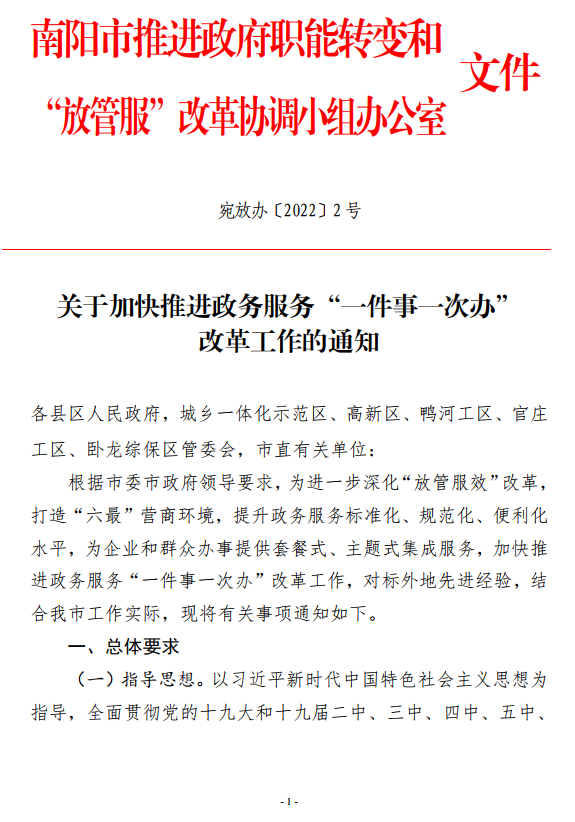 南阳市推进政府职能转变和
“放管服”改革协调小组办公室
文件
宛放办〔2022〕2 号
关于加快推进政务服务“一件事一次办”
改革工作的通知
各县区人民政府，城乡一体化示范区、高新区、鸭河工区、官庄
工区、卧龙综保区管委会，市直有关单位：
根据市委市政府领导要求，为进一步深化“放管服效”改革，
打造“六最”营商环境，提升政务服务标准化、规范化、便利化
水平，为企业和群众办事提供套餐式、主题式集成服务，加快推
进政务服务“一件事一次办”改革工作，对标外地先进经验，结
合我市工作实际，现将有关事项通知如下。
一、总体要求
（一）指导思想。以习近平新时代中国特色社会主义思想为
指导，全面贯彻党的十九大和十九届二中、三中、四中、五中、
- 1 -